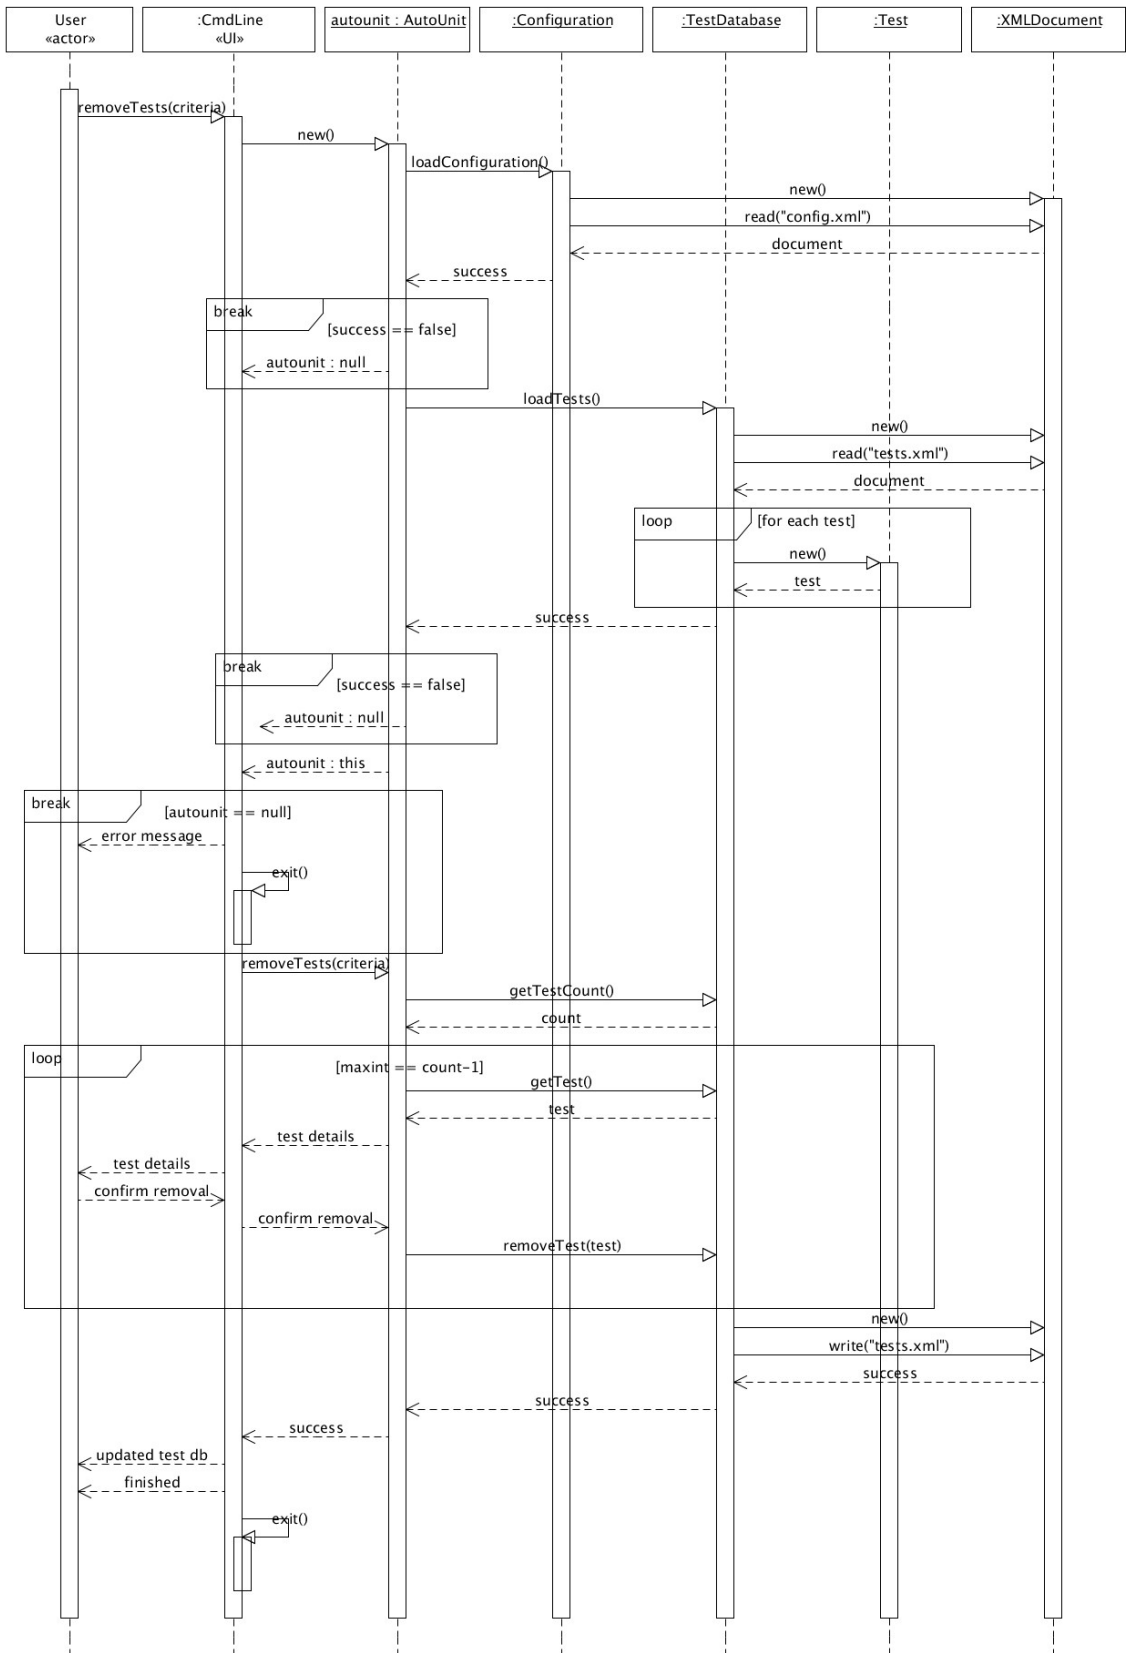 User
«actor»
:CmdLine
«UI»
autounit : AutoUnit
:Configuration
:TestDatabase
:Test
:XMLDocument
removeTests(criteria)
new()
loadConfiguration()
new()
read("config.xml")
document
success
break
[success == false]
autounit : null
loadTests()
new()
read("tests.xml")
document
loop
[for each test]
new()
test
success
break
[success == false]
autounit : null
autounit : this
break
[autounit == null]
error message
exit()
removeTests(criteria)
getTestCount()
count
loop
[maxint == count-1]
getTest()
test
test details
test details
confirm removal
confirm removal
removeTest(test)
new()
write("tests.xml")
success
success
success
updated test db
finished
exit()